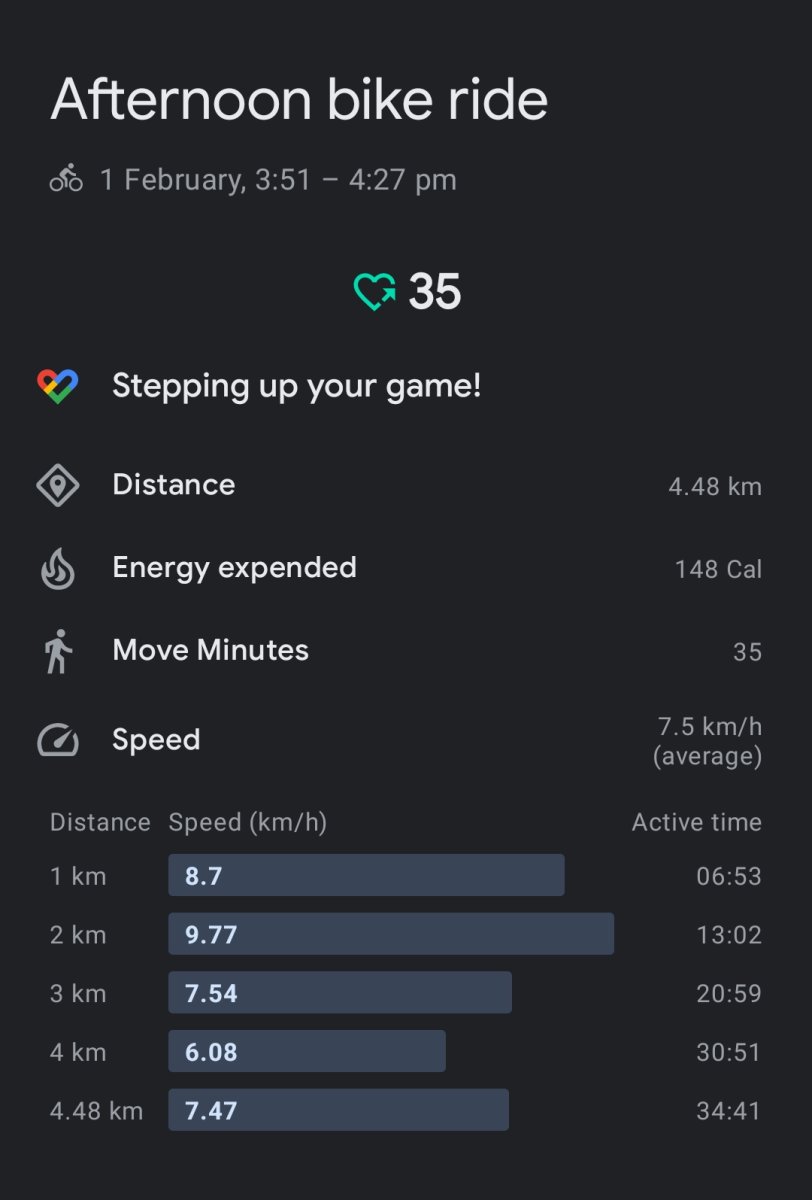 Afternoon bike ride
1 February, 3:51 – 4:27 pm
35
Stepping up your game!
Distance 4.48 km
Energy expended 148 Cal
Move Minutes 35
Speed 7.5 km/h
(average)
Distance Speed (km/h) Active time
1 km 8.7 06:53
2 km 9.77 13:02
3 km 7.54 20:59
4 km 6.08 30:51
4.48 km 7.47 34:41